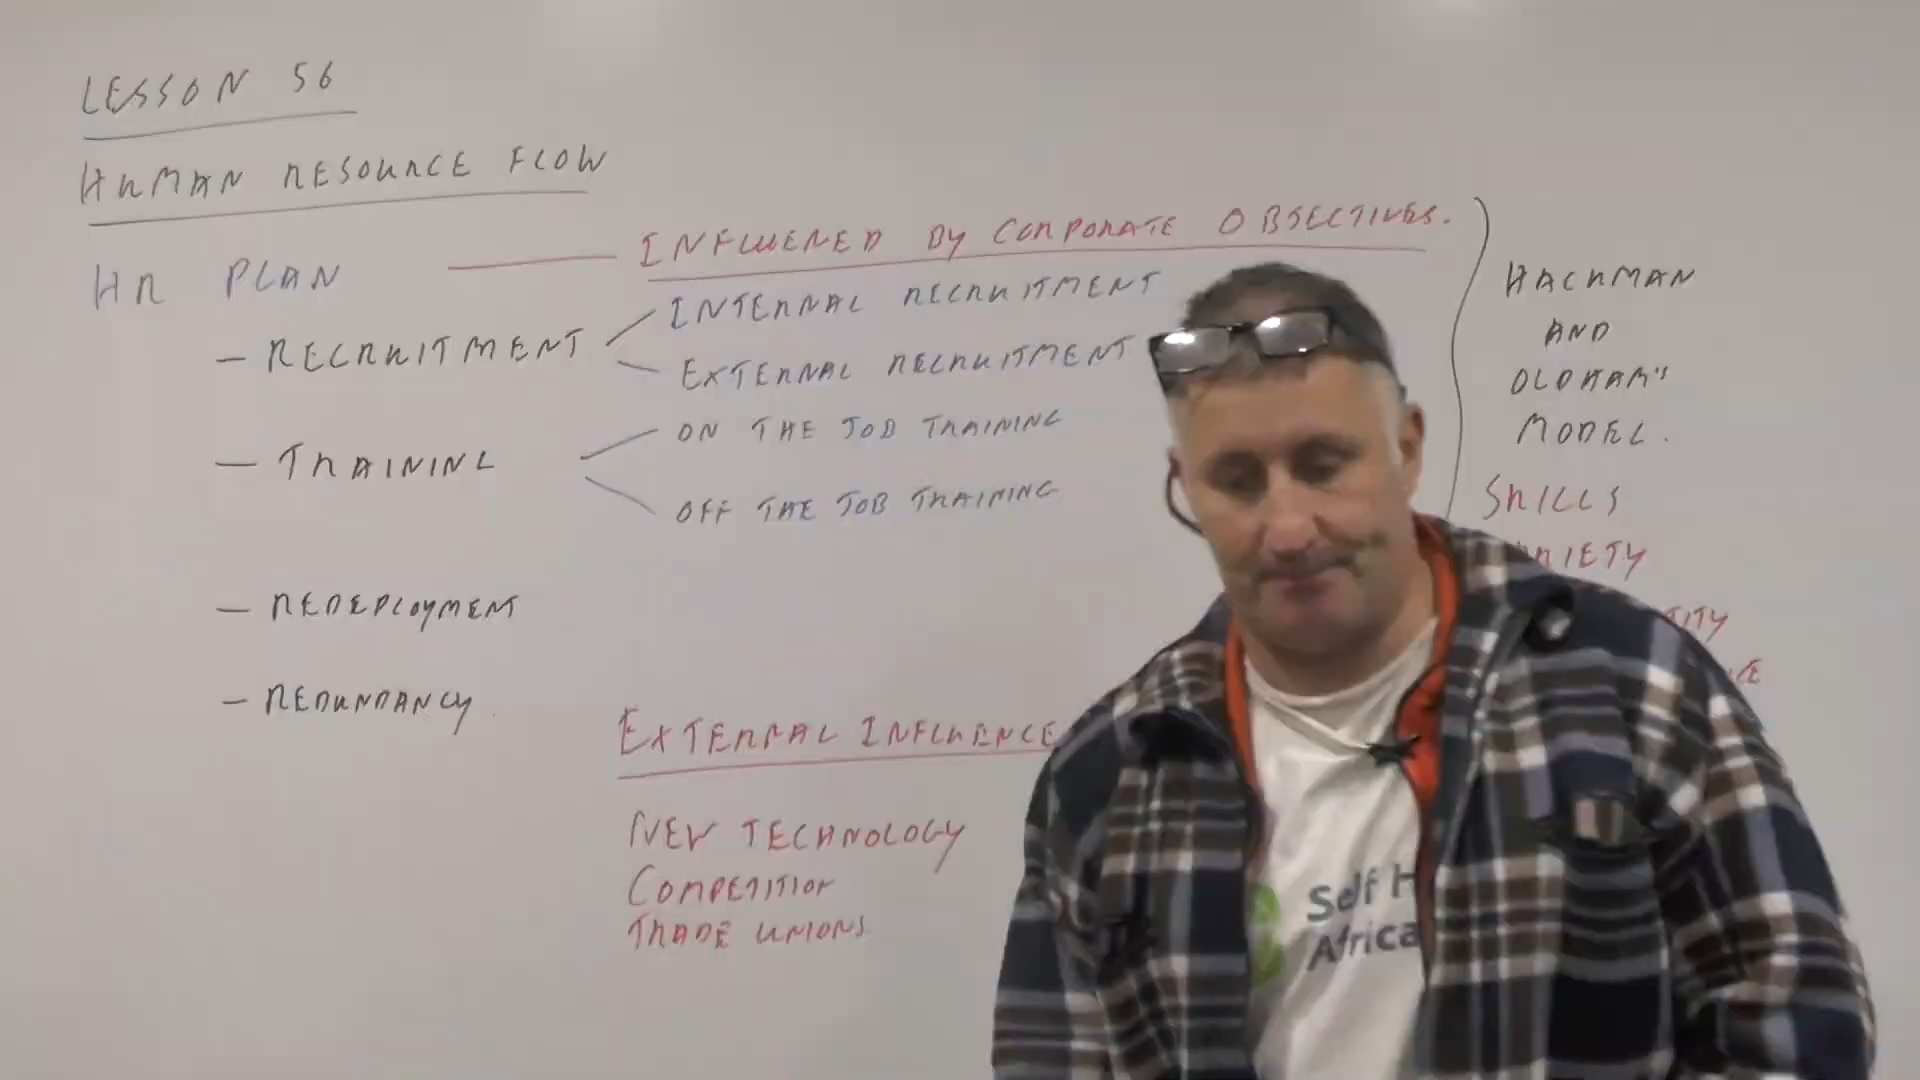 LESSON 56
HUMAN RESOURCE FLOW
HR PLAN
INFLUENED BY CORPORATE OBJECTIVES.
- RECRUITMENT
INTERNAL RECRUITMENT
EXTERNAL RECRUITMENT
- TRAINING
ON THE JOB TRAINING
OFF THE JOB TRAINING
- REDEPLOYMENT
- REDUNDANCY
EXTERNAL INFLUENCE
NEW TECHNOLOGY
COMPETITION
TRADE UNIONS
HACKMAN
AND
OLDHAM'S
MODEL.
SKILLS
Self H
Africa